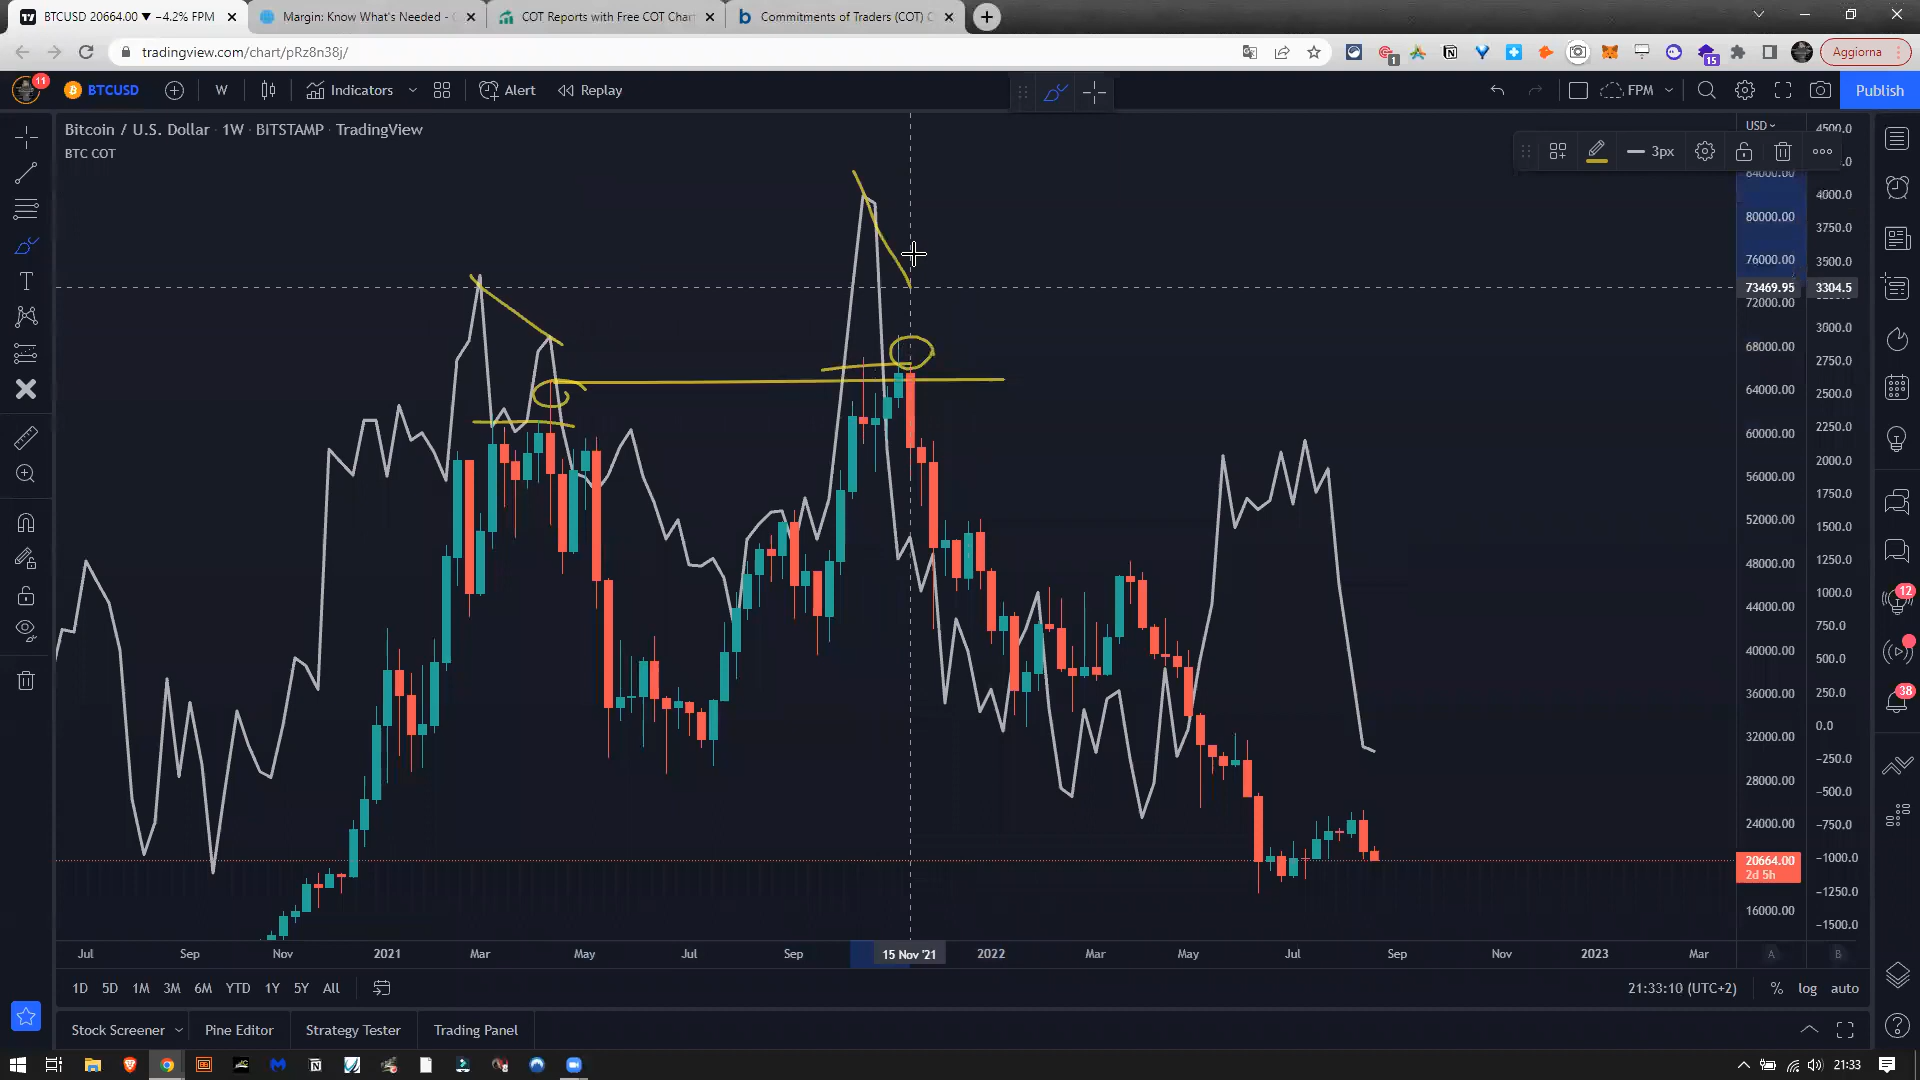 BTCUSD 20664.00 ▼ −4.2% FPM
Margin: Know What's Needed -
COT Reports with Free COT Char
Commitments of Traders (COT) C
tradingview.com/chart/pRz8n38j/
1
15
Aggiorna
11
BTCUSD
W
Indicators
Alert
Replay
FPM
Publish
Bitcoin / U.S. Dollar · 1W · BITSTAMP · TradingView
BTC COT
3px
USD
84000.00
80000.00
76000.00
73469.95
72000.00
68000.00
64000.00
60000.00
56000.00
52000.00
48000.00
44000.00
40000.00
36000.00
32000.00
28000.00
24000.00
20664.00
2d 5h
16000.00
4500.0
4000.0
3750.0
3500.0
3304.5
3000.0
2750.0
2500.0
2250.0
2000.0
1750.0
1500.0
1250.0
1000.0
750.0
500.0
250.0
0.0
−250.0
−500.0
−750.0
−1000.0
−1250.0
−1500.0
12
38
Jul
Sep
Nov
2021
Mar
May
Jul
Sep
15 Nov '21
2022
Mar
May
Jul
Sep
Nov
2023
Mar
A
B
1D 5D 1M 3M 6M YTD 1Y 5Y All
21:33:10 (UTC+2)
% log auto
Stock Screener
Pine Editor
Strategy Tester
Trading Panel
21:33